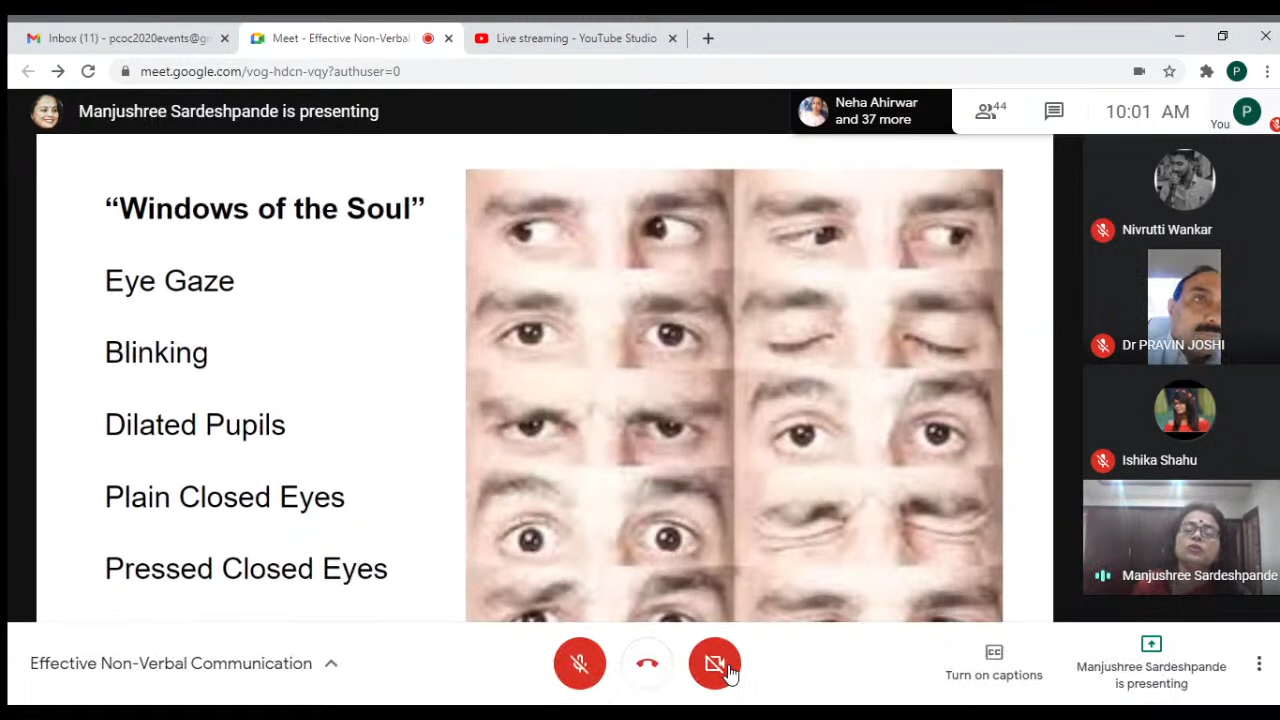 Inbox (11) - pcoc2020events@gm
Meet - Effective Non-Verbal
Live streaming - YouTube Studio
meet.google.com/vog-hdcn-vqy?authuser=0
P
Manjushree Sardeshpande is presenting
Neha Ahirwar
and 37 more
44
10:01 AM
You
P
“Windows of the Soul”
Eye Gaze
Blinking
Dilated Pupils
Plain Closed Eyes
Pressed Closed Eyes
Nivrutti Wankar
Dr PRAVIN JOSHI
Ishika Shahu
Manjushree Sardeshpande
Effective Non-Verbal Communication
CC
Turn on captions
Manjushree Sardeshpande
is presenting